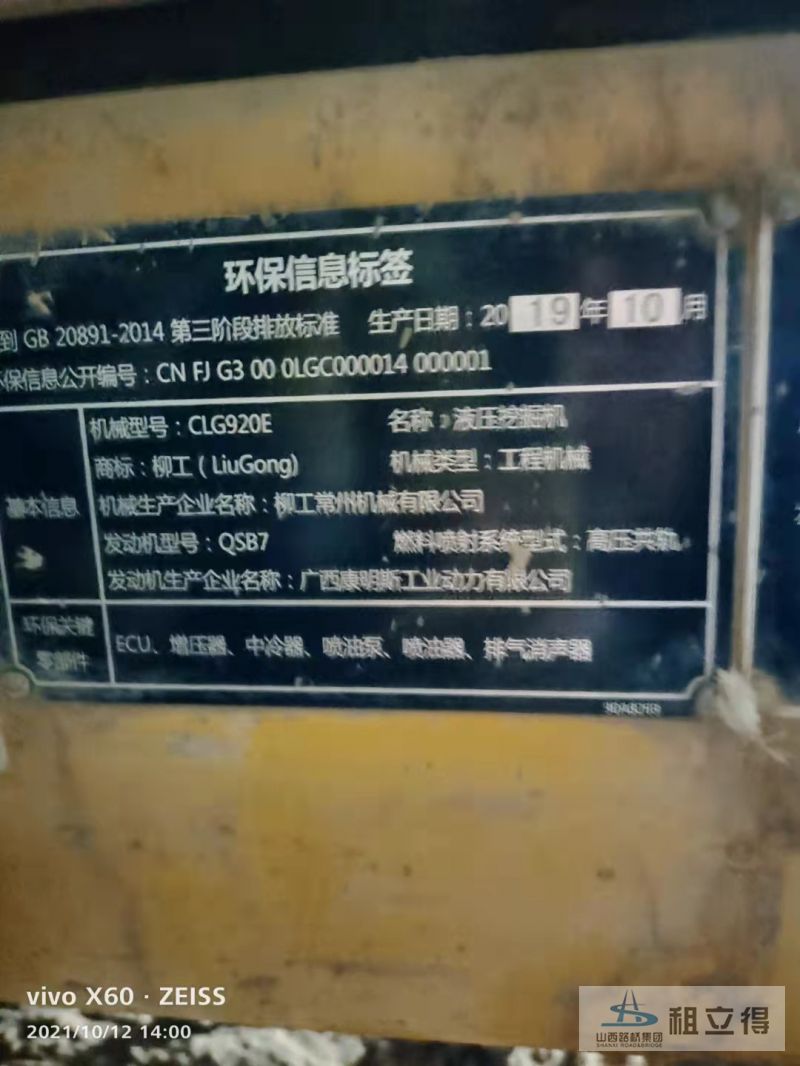 环保信息标签
到 GB 20891-2014 第三阶段排放标准 生产日期：2019年10月
保信息公开编号：CN FJ G3 00 0LGC000014 000001
基本信息
机械型号：CLG920E 名称：液压挖掘机
商标：柳工（LiuGong） 机械类型：工程机械
机械生产企业名称：柳工常州机械有限公司
发动机型号：QSB7 燃料喷射系统型式：高压共轨
发动机生产企业名称：广西康明斯工业动力有限公司
环保关键
零部件
ECU、增压器、中冷器、喷油泵、喷油器、排气消声器
vivo X60 · ZEISS
2021/10/12 14:00
山西路桥集团
SHANXI ROAD&BRIDGE
租立得